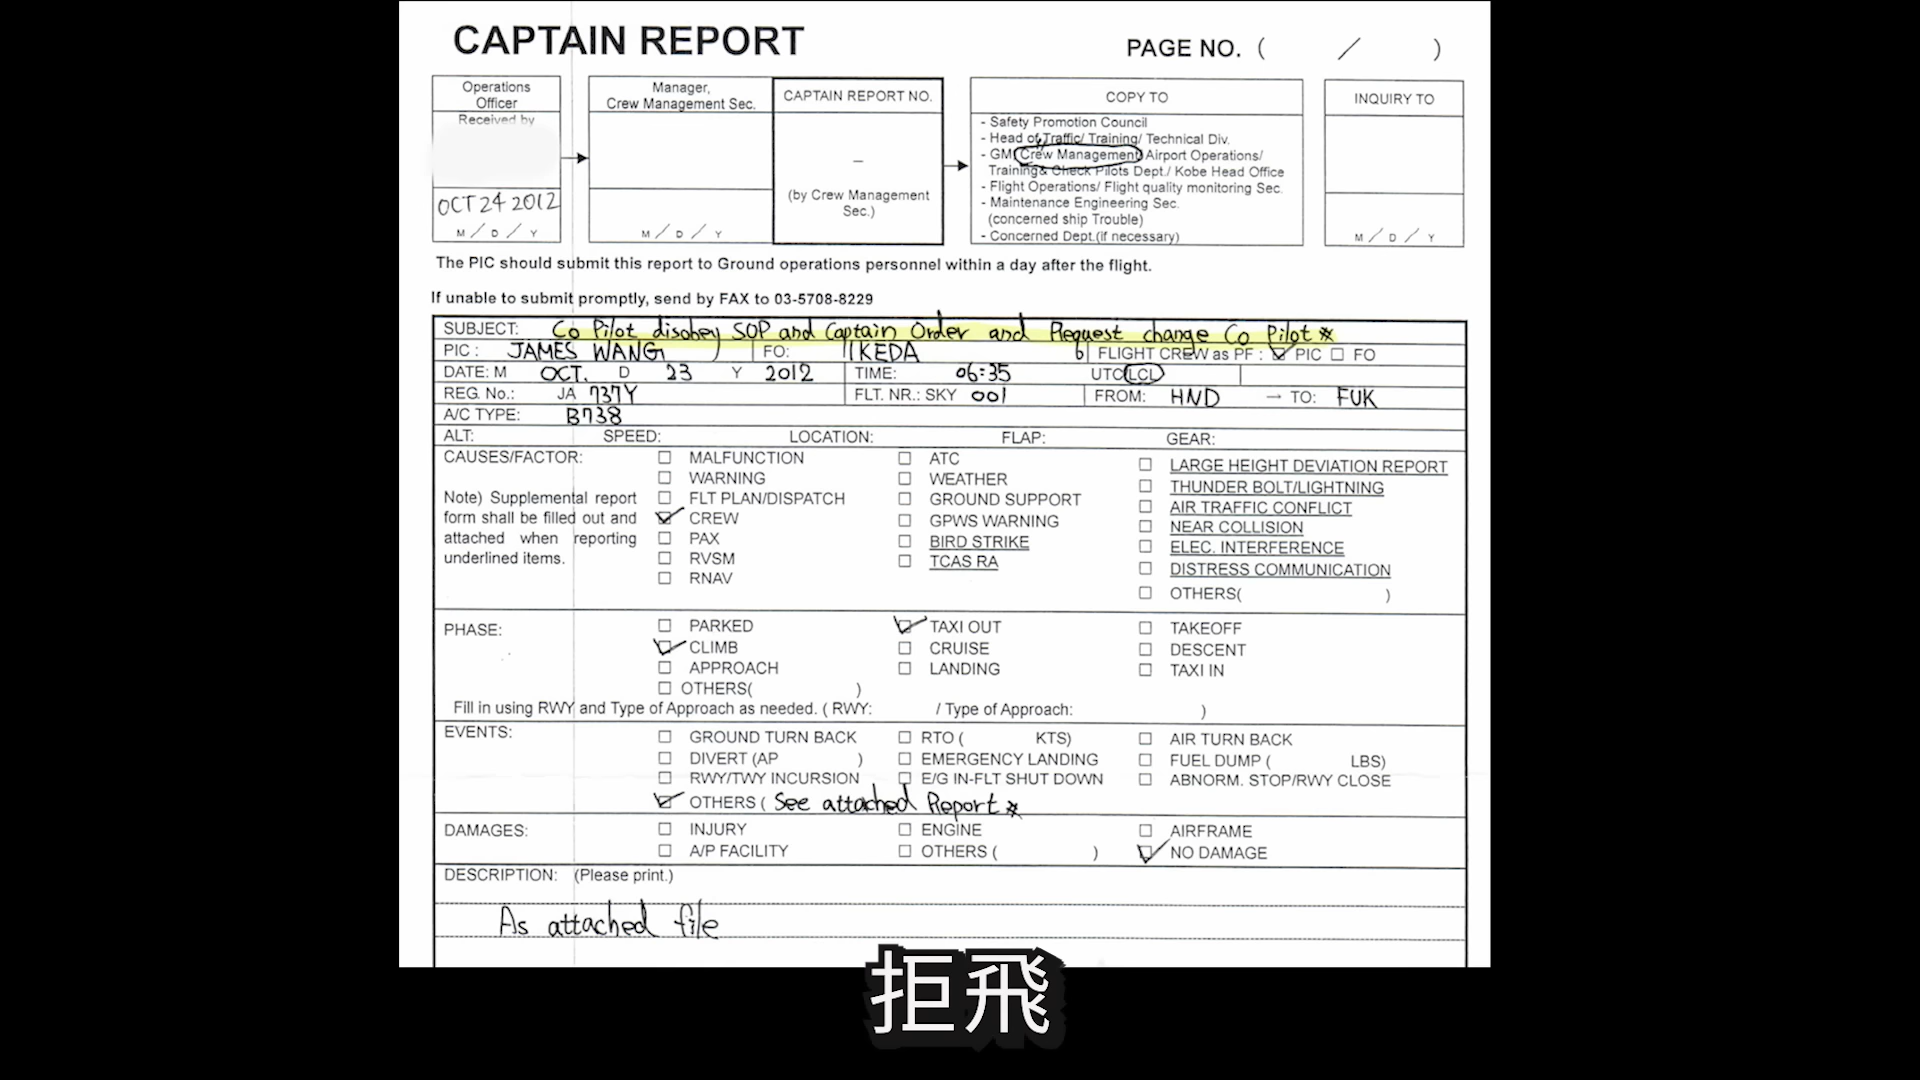 CAPTAIN REPORT
PAGE NO. ( / )
Operations Officer
Received by
OCT 24 2012
M / D / Y
Manager, Crew Management Sec.
M / D / Y
CAPTAIN REPORT NO.
–
(by Crew Management Sec.)
COPY TO
- Safety Promotion Council
- Head of Traffic/ Training/ Technical Div.
- GM Crew Management Airport Operations/
Training& Check Pilots Dept./ Kobe Head Office
- Flight Operations/ Flight quality monitoring Sec.
- Maintenance Engineering Sec.
(concerned ship Trouble)
- Concerned Dept.(if necessary)
INQUIRY TO
M / D / Y
The PIC should submit this report to Ground operations personnel within a day after the flight.
If unable to submit promptly, send by FAX to 03-5708-8229
SUBJECT: Co Pilot disobey SOP and Captain Order and Request change Co Pilot *
PIC : JAMES WANG FO: IKEDA FLIGHT CREW as PF : ☑ PIC ☐ FO
DATE: M OCT. D 23 Y 2012 TIME: 06:35 UTC LCL
REG. No.: JA 737Y FLT. NR.: SKY 001 FROM: HND → TO: FUK
A/C TYPE: B738
ALT: SPEED: LOCATION: FLAP: GEAR:
CAUSES/FACTOR: ☐ MALFUNCTION ☐ ATC ☐ LARGE HEIGHT DEVIATION REPORT
☐ WARNING ☐ WEATHER ☐ THUNDER BOLT/LIGHTNING
Note) Supplemental report ☐ FLT PLAN/DISPATCH ☐ GROUND SUPPORT ☐ AIR TRAFFIC CONFLICT
form shall be filled out and ☑ CREW ☐ GPWS WARNING ☐ NEAR COLLISION
attached when reporting ☐ PAX ☐ BIRD STRIKE ☐ ELEC. INTERFERENCE
underlined items. ☐ RVSM ☐ TCAS RA ☐ DISTRESS COMMUNICATION
☐ RNAV ☐ OTHERS( )
PHASE: ☐ PARKED ☑ TAXI OUT ☐ TAKEOFF
☑ CLIMB ☐ CRUISE ☐ DESCENT
☐ APPROACH ☐ LANDING ☐ TAXI IN
☐ OTHERS( )
Fill in using RWY and Type of Approach as needed. ( RWY: / Type of Approach: )
EVENTS: ☐ GROUND TURN BACK ☐ RTO ( KTS) ☐ AIR TURN BACK
☐ DIVERT (AP ) ☐ EMERGENCY LANDING ☐ FUEL DUMP ( LBS)
☐ RWY/TWY INCURSION ☐ E/G IN-FLT SHUT DOWN ☐ ABNORM. STOP/RWY CLOSE
☑ OTHERS ( See attached Report *
DAMAGES: ☐ INJURY ☐ ENGINE ☐ AIRFRAME
☐ A/P FACILITY ☐ OTHERS ( ) ☑ NO DAMAGE
DESCRIPTION: (Please print.)
As attached file
拒飛